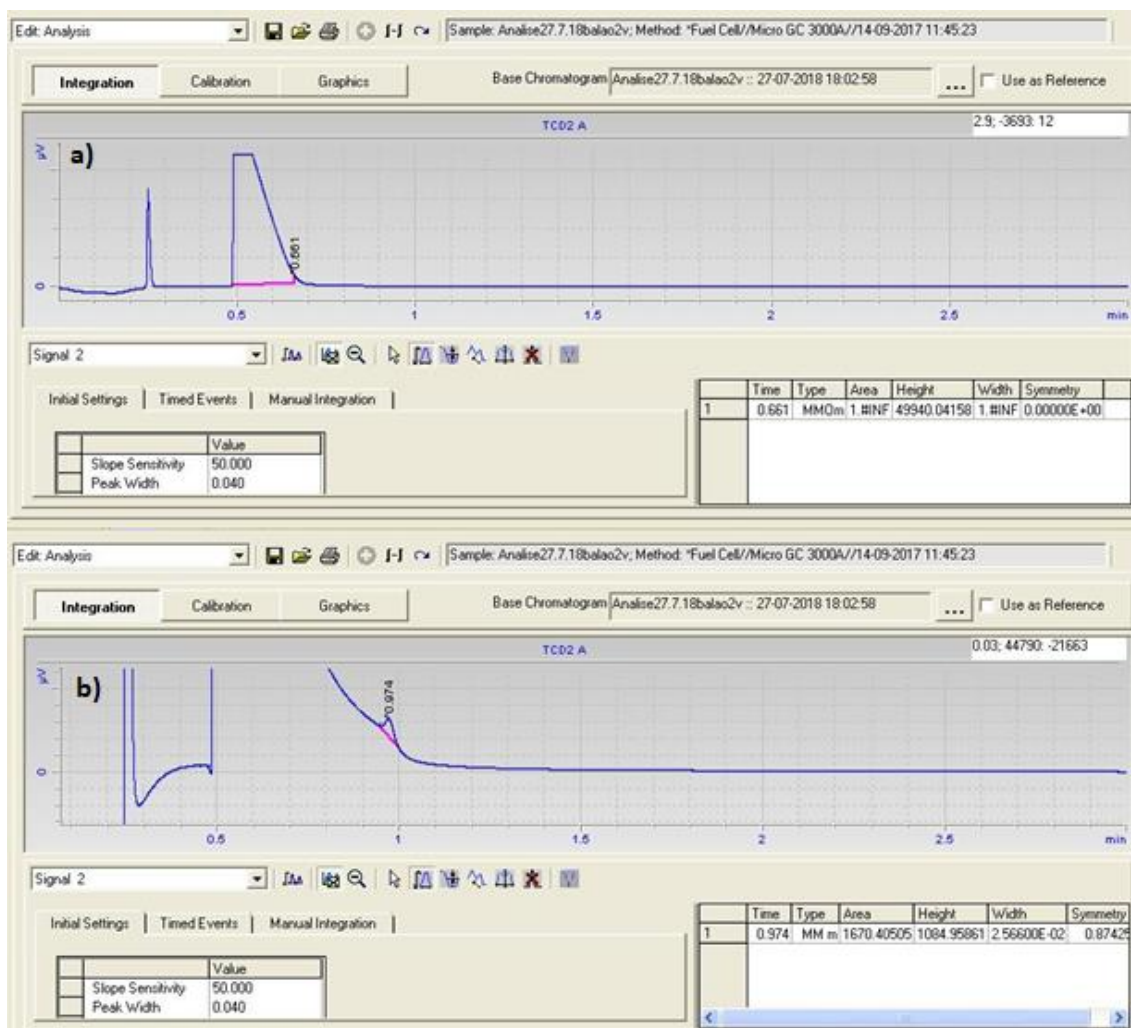 Edit: Analysis
Sample: Analise27.7.18balao2v; Method: *Fuel Cell//Micro GC 3000A//14-09-2017 11:45:23
Integration Calibration Graphics Base Chromatogram Analise27.7.18balao2v :: 27-07-2018 18:02:58 ... Use as Reference
TCD2 A 2.9; -3693: 12
µV a)
0.661
0
0.5 1 1.5 2 2.5 min
Signal 2
Initial Settings Timed Events Manual Integration
Value
Slope Sensitivity 50.000
Peak Width 0.040
Time Type Area Height Width Symmetry
1 0.661 MMOm 1.#INF 49940.04158 1.#INF 0.00000E+00
Edit: Analysis
Sample: Analise27.7.18balao2v; Method: *Fuel Cell//Micro GC 3000A//14-09-2017 11:45:23
Integration Calibration Graphics Base Chromatogram Analise27.7.18balao2v :: 27-07-2018 18:02:58 ... Use as Reference
TCD2 A 0.03; 44790: -21663
µV b)
0.974
0
0.5 1 1.5 2 2.5 min
Signal 2
Initial Settings Timed Events Manual Integration
Value
Slope Sensitivity 50.000
Peak Width 0.040
Time Type Area Height Width Symmetry
1 0.974 MM m 1670.40505 1084.95861 2.56600E-02 0.87425